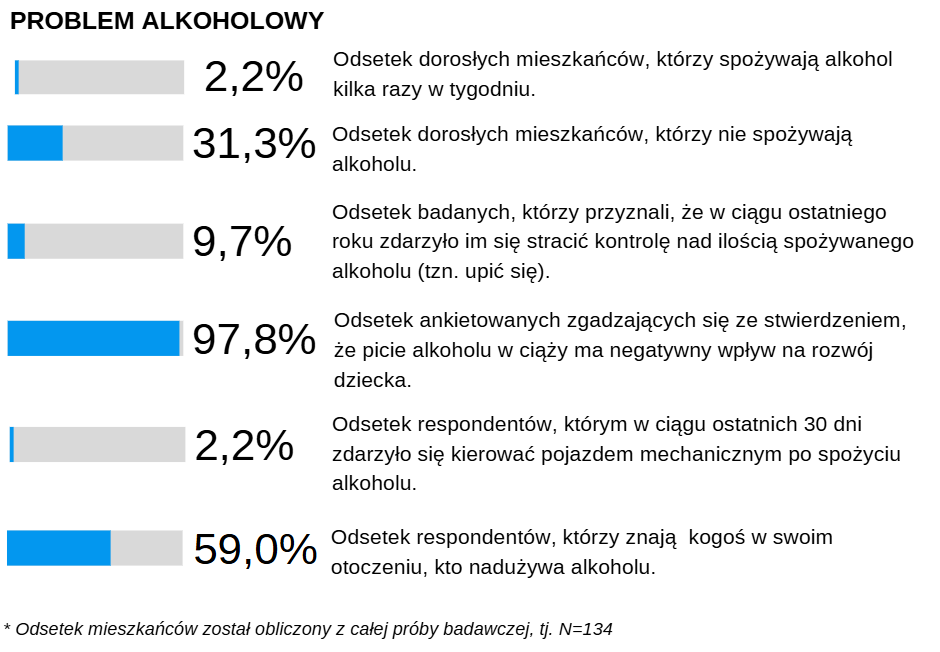 PROBLEM ALKOHOLOWY
2,2%
Odsetek dorosłych mieszkańców, którzy spożywają alkohol
kilka razy w tygodniu.
31,3%
Odsetek dorosłych mieszkańców, którzy nie spożywają
alkoholu.
9,7%
Odsetek badanych, którzy przyznali, że w ciągu ostatniego
roku zdarzyło im się stracić kontrolę nad ilością spożywanego
alkoholu (tzn. upić się).
97,8%
Odsetek ankietowanych zgadzających się ze stwierdzeniem,
że picie alkoholu w ciąży ma negatywny wpływ na rozwój
dziecka.
2,2%
Odsetek respondentów, którym w ciągu ostatnich 30 dni
zdarzyło się kierować pojazdem mechanicznym po spożyciu
alkoholu.
59,0%
Odsetek respondentów, którzy znają  kogoś w swoim
otoczeniu, kto nadużywa alkoholu.
* Odsetek mieszkańców został obliczony z całej próby badawczej, tj. N=134